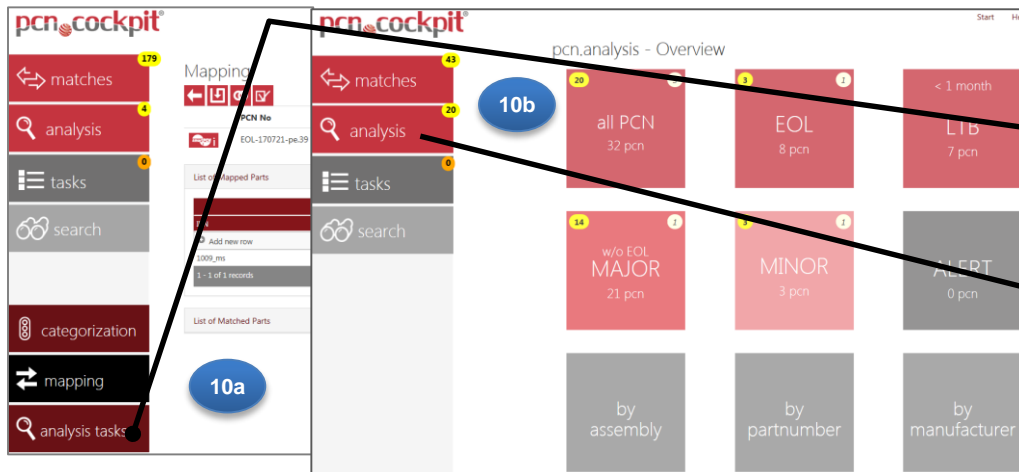 pcn.cockpit
179
matches
4
analysis
0
tasks
search
categorization
mapping
analysis tasks
Mapping
PCN No
EOL-170721-pe.39
List of Mapped Parts
Add new row
1009_ms
1 - 1 of 1 records
List of Matched Parts
10a
pcn.cockpit
43
matches
20
analysis
0
tasks
search
10b
Start
pcn.analysis - Overview
20
all PCN
32 pcn
3
1
EOL
8 pcn
< 1 month
LTB
7 pcn
14
1
w/o EOL
MAJOR
21 pcn
3
1
MINOR
3 pcn
ALERT
0 pcn
by
assembly
by
partnumber
by
manufacturer